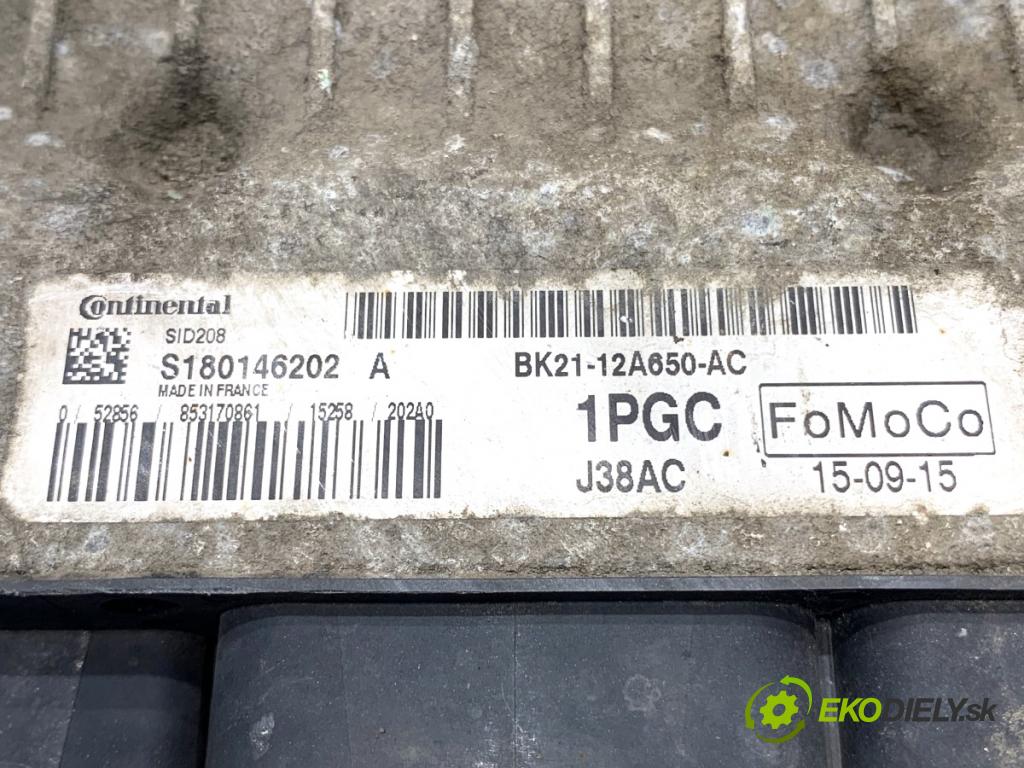 Continental
SID208
S180146202 A
MADE IN FRANCE
0 / 52856 / 853170861 / 15258 / 202A0
BK21-12A650-AC
1PGC
FoMoCo
J38AC
15-09-15
EKODIELY.sk